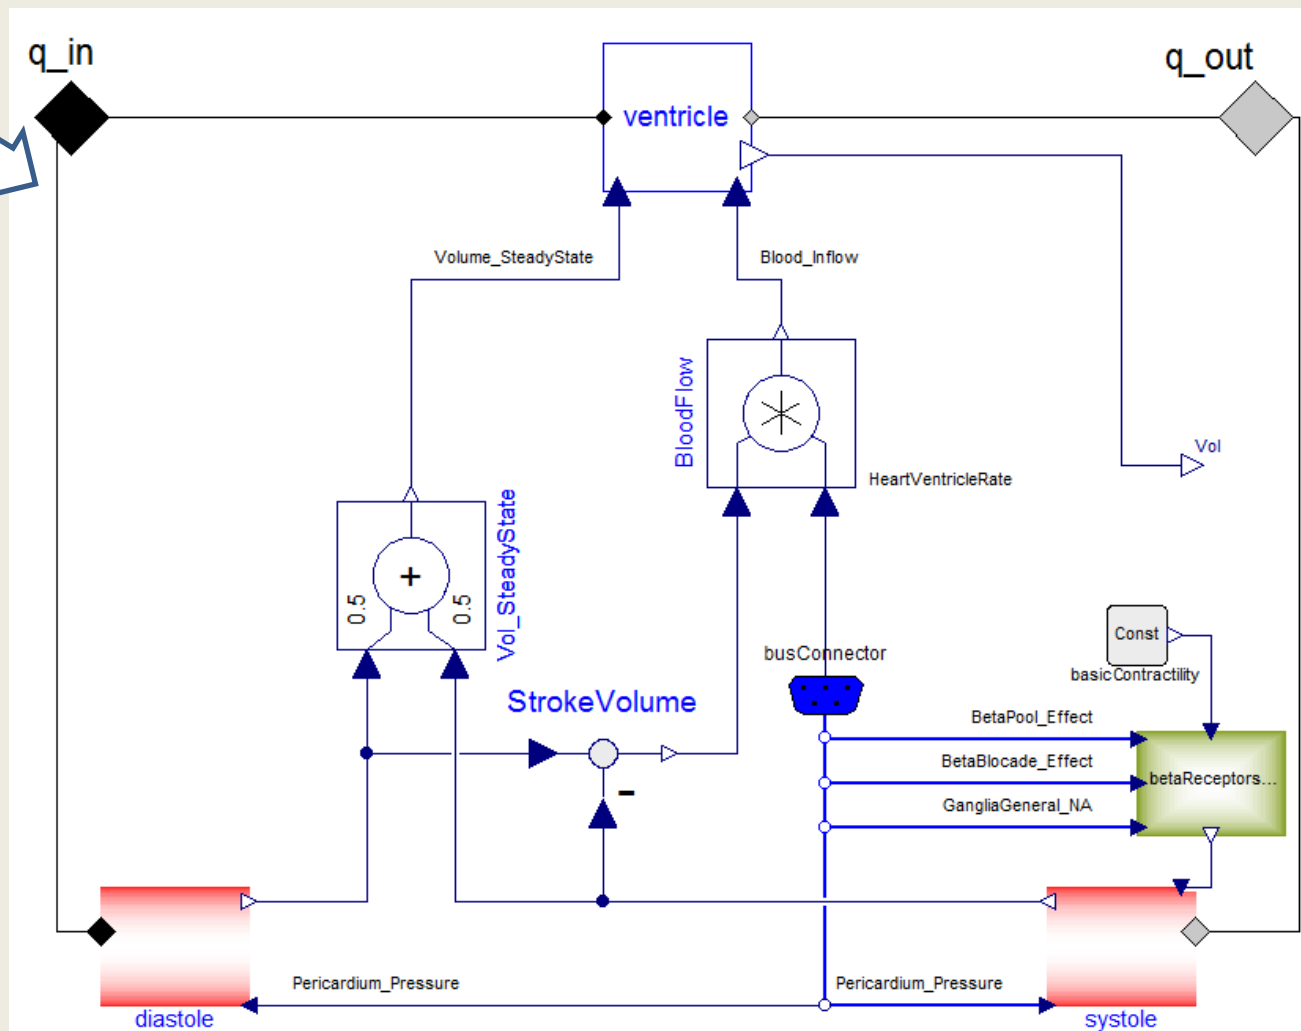 q_in
q_out
ventricle
Volume_SteadyState
Blood_Inflow
BloodFlow
*
Vol
HeartVentricleRate
Vol_SteadyState
+
0.5
0.5
Const
basicContractility
busConnector
StrokeVolume
-
BetaPool_Effect
BetaBlocade_Effect
GangliaGeneral_NA
betaReceptors...
Pericardium_Pressure
Pericardium_Pressure
diastole
systole